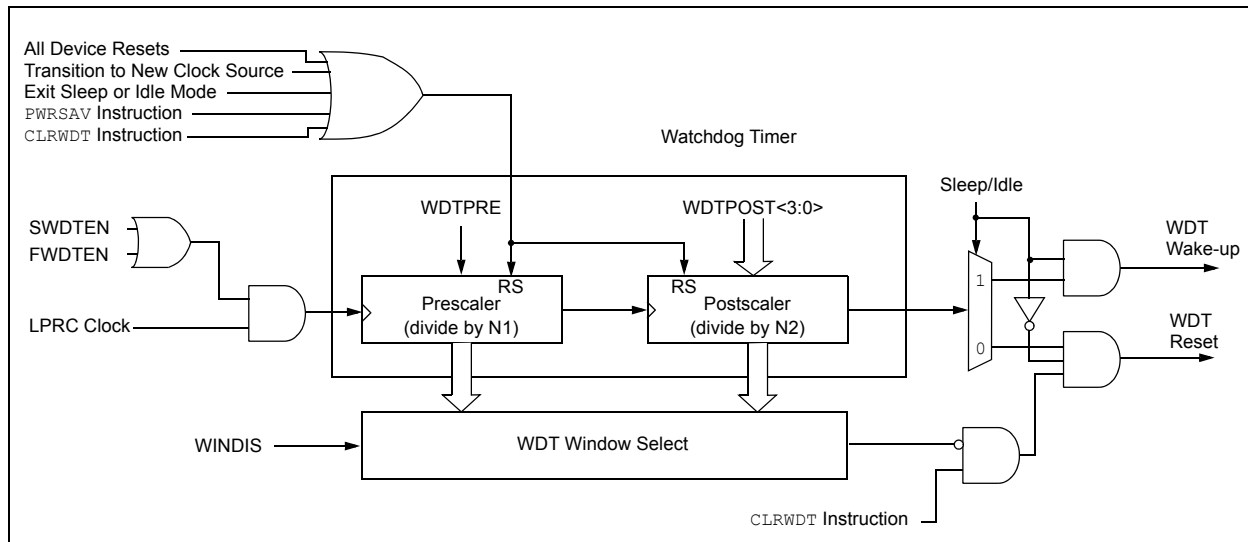 All Device Resets
Transition to New Clock Source
Exit Sleep or Idle Mode
PWRSAV Instruction
CLRWDT Instruction
Watchdog Timer
Sleep/Idle
WDTPRE
WDTPOST<3:0>
SWDTEN
FWDTEN
WDT
Wake-up
RS
RS
Prescaler
(divide by N1)
Postscaler
(divide by N2)
1
0
LPRC Clock
WDT
Reset
WINDIS
WDT Window Select
CLRWDT Instruction